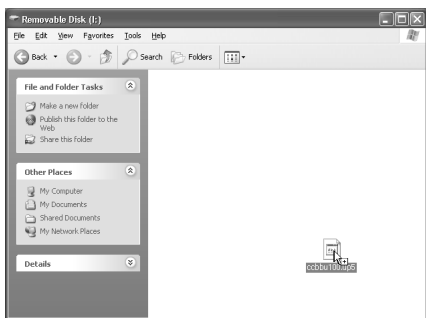 Removable Disk (I:)
File Edit View Favorites Tools Help
Back Search Folders
File and Folder Tasks
Make a new folder
Publish this folder to the
Web
Share this folder
Other Places
My Computer
My Documents
Shared Documents
My Network Places
Details
ccbbu100.upg